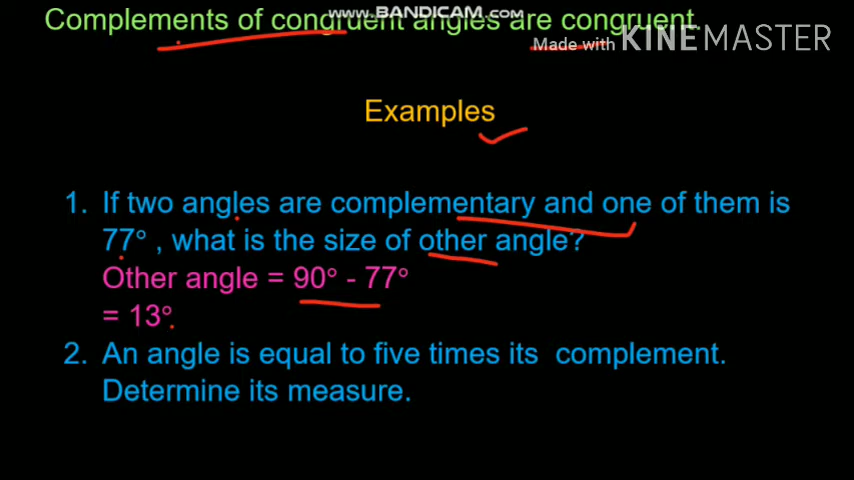 www.BANDICAM.com
Complements of congruent angles are congruent.
Made with KINEMASTER
Examples
1. If two angles are complementary and one of them is
77° , what is the size of other angle?
Other angle = 90° - 77°
= 13°.
2. An angle is equal to five times its complement.
Determine its measure.